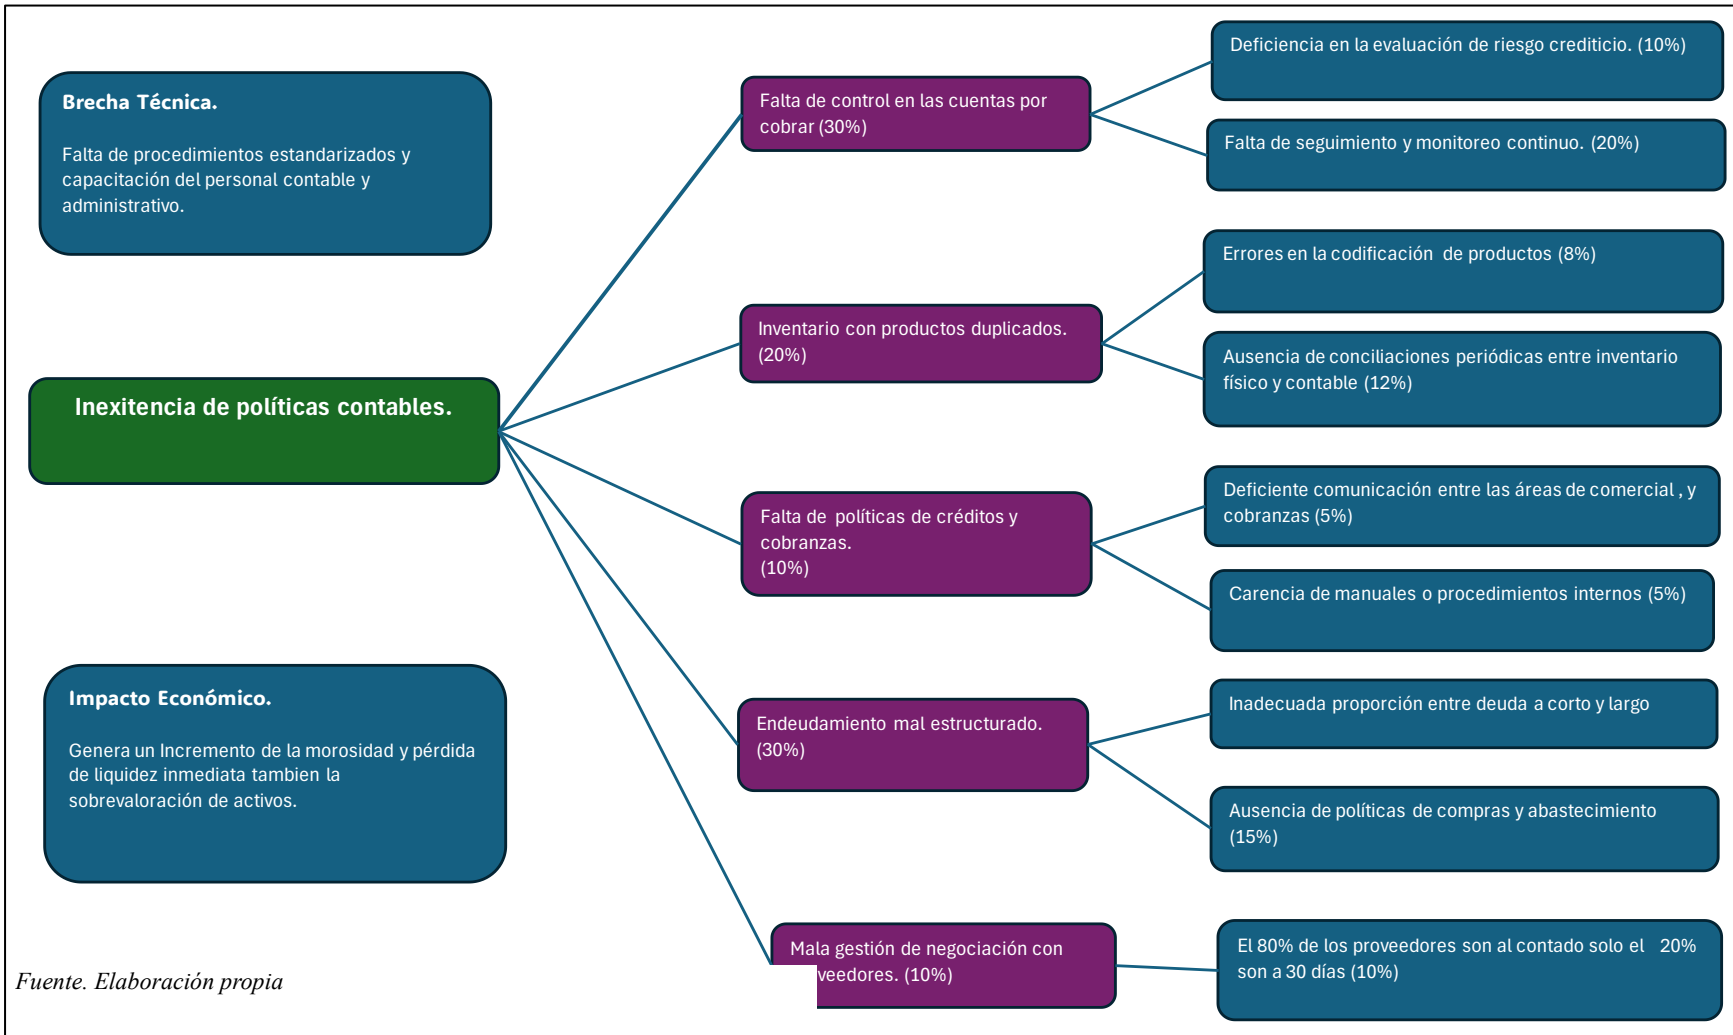 Brecha Técnica.
Falta de procedimientos estandarizados y
capacitación del personal contable y
administrativo.
Inexitencia de políticas contables.
Impacto Económico.
Genera un Incremento de la morosidad y pérdida
de liquidez inmediata tambien la
sobrevaloración de activos.
Falta de control en las cuentas por
cobrar (30%)
Deficiencia en la evaluación de riesgo crediticio. (10%)
Falta de seguimiento y monitoreo continuo. (20%)
Inventario con productos duplicados.
(20%)
Errores en la codificación de productos (8%)
Ausencia de conciliaciones periódicas entre inventario
físico y contable (12%)
Falta de políticas de créditos y
cobranzas.
(10%)
Deficiente comunicación entre las áreas de comercial , y
cobranzas (5%)
Carencia de manuales o procedimientos internos (5%)
Endeudamiento mal estructurado.
(30%)
Inadecuada proporción entre deuda a corto y largo
Ausencia de políticas de compras y abastecimiento
(15%)
Mala gestión de negociación con
veedores. (10%)
El 80% de los proveedores son al contado solo el 20%
son a 30 días (10%)
Fuente. Elaboración propia